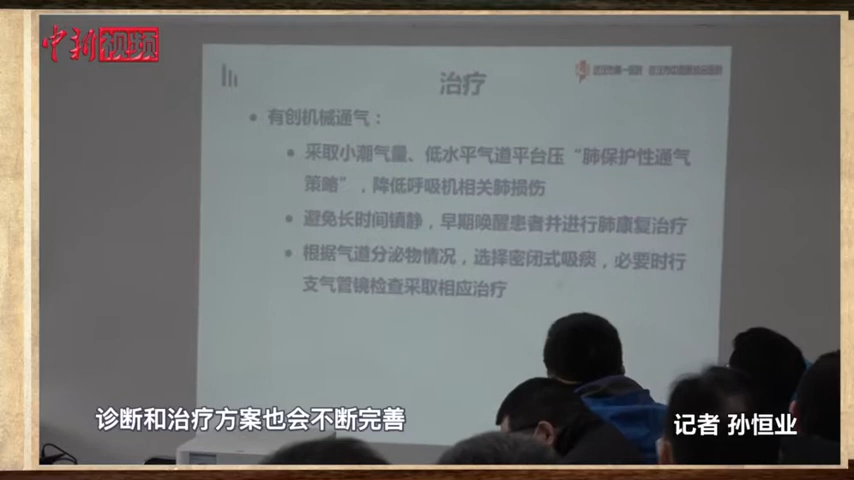 中新视频
治疗
有创机械通气：
采取小潮气量、低水平气道平台压“肺保护性通气
策略”，降低呼吸机相关肺损伤
避免长时间镇静，早期唤醒患者并进行肺康复治疗
根据气道分泌物情况，选择密闭式吸痰，必要时行
支气管镜检查采取相应治疗
诊断和治疗方案也会不断完善
记者 孙恒业